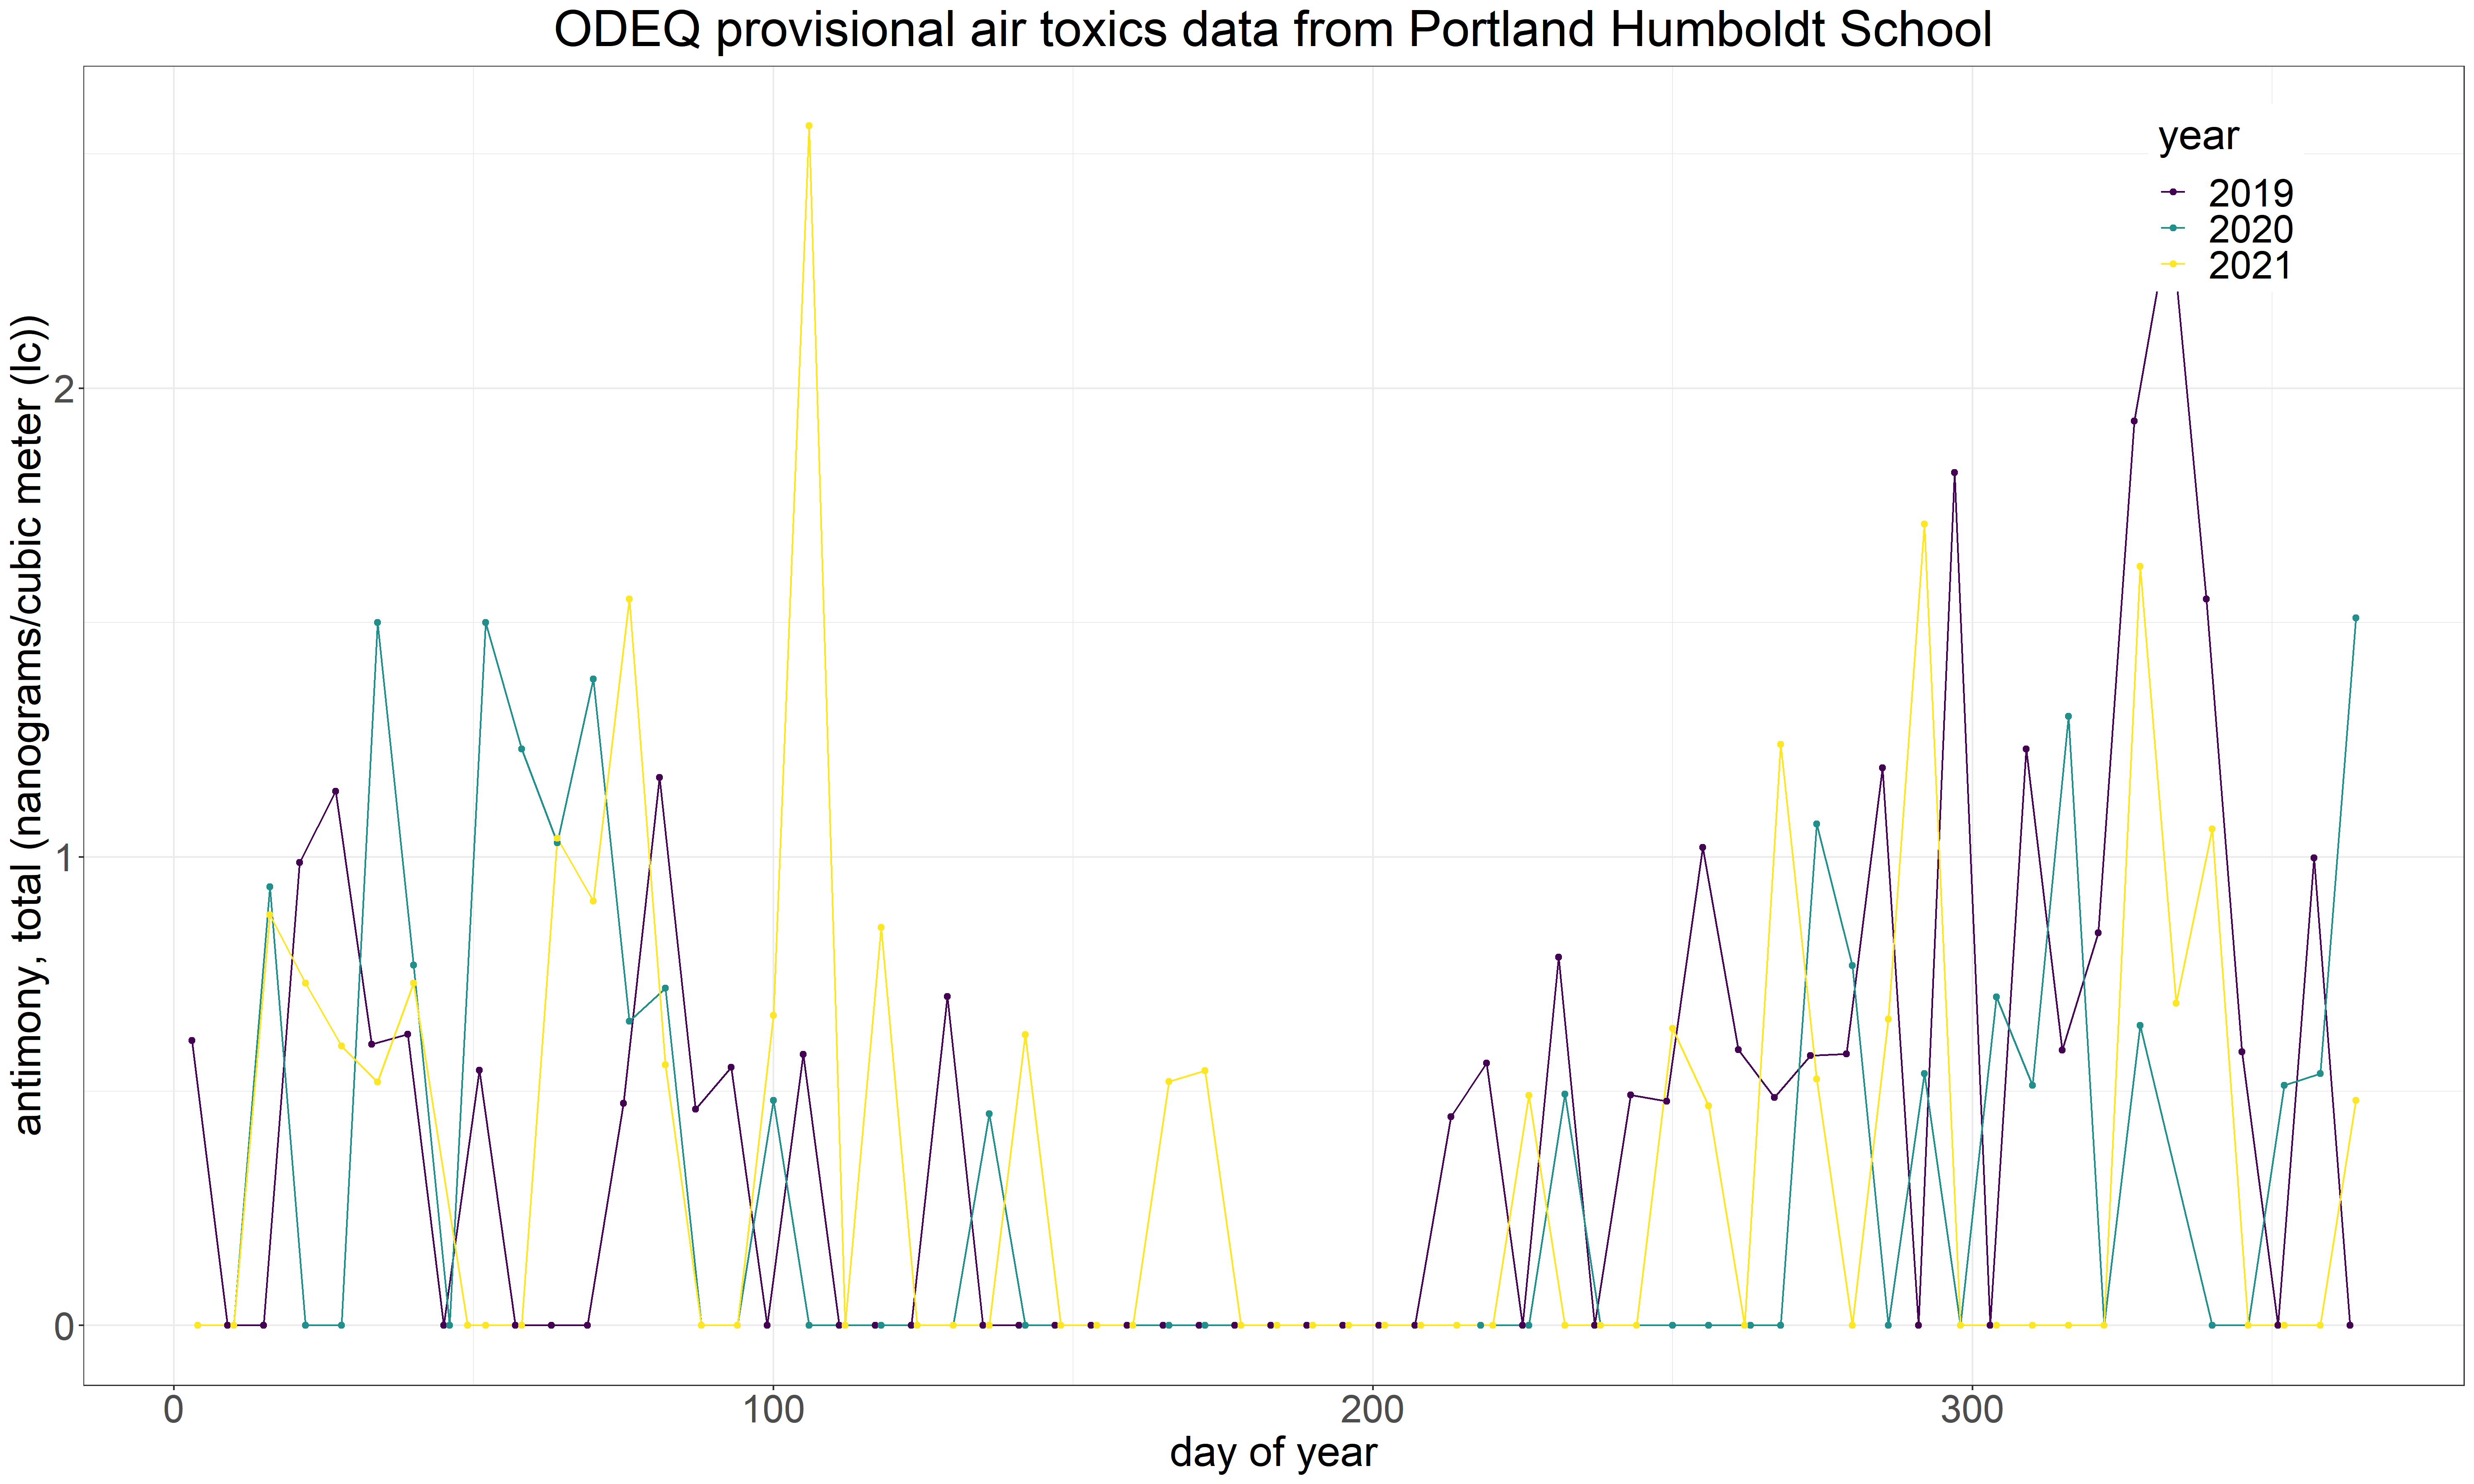 ODEQ provisional air toxics data from Portland Humboldt School
antimony, total (nanograms/cubic meter (lc))
2
1
0
year
2019
2020
2021
0 100 200 300
day of year